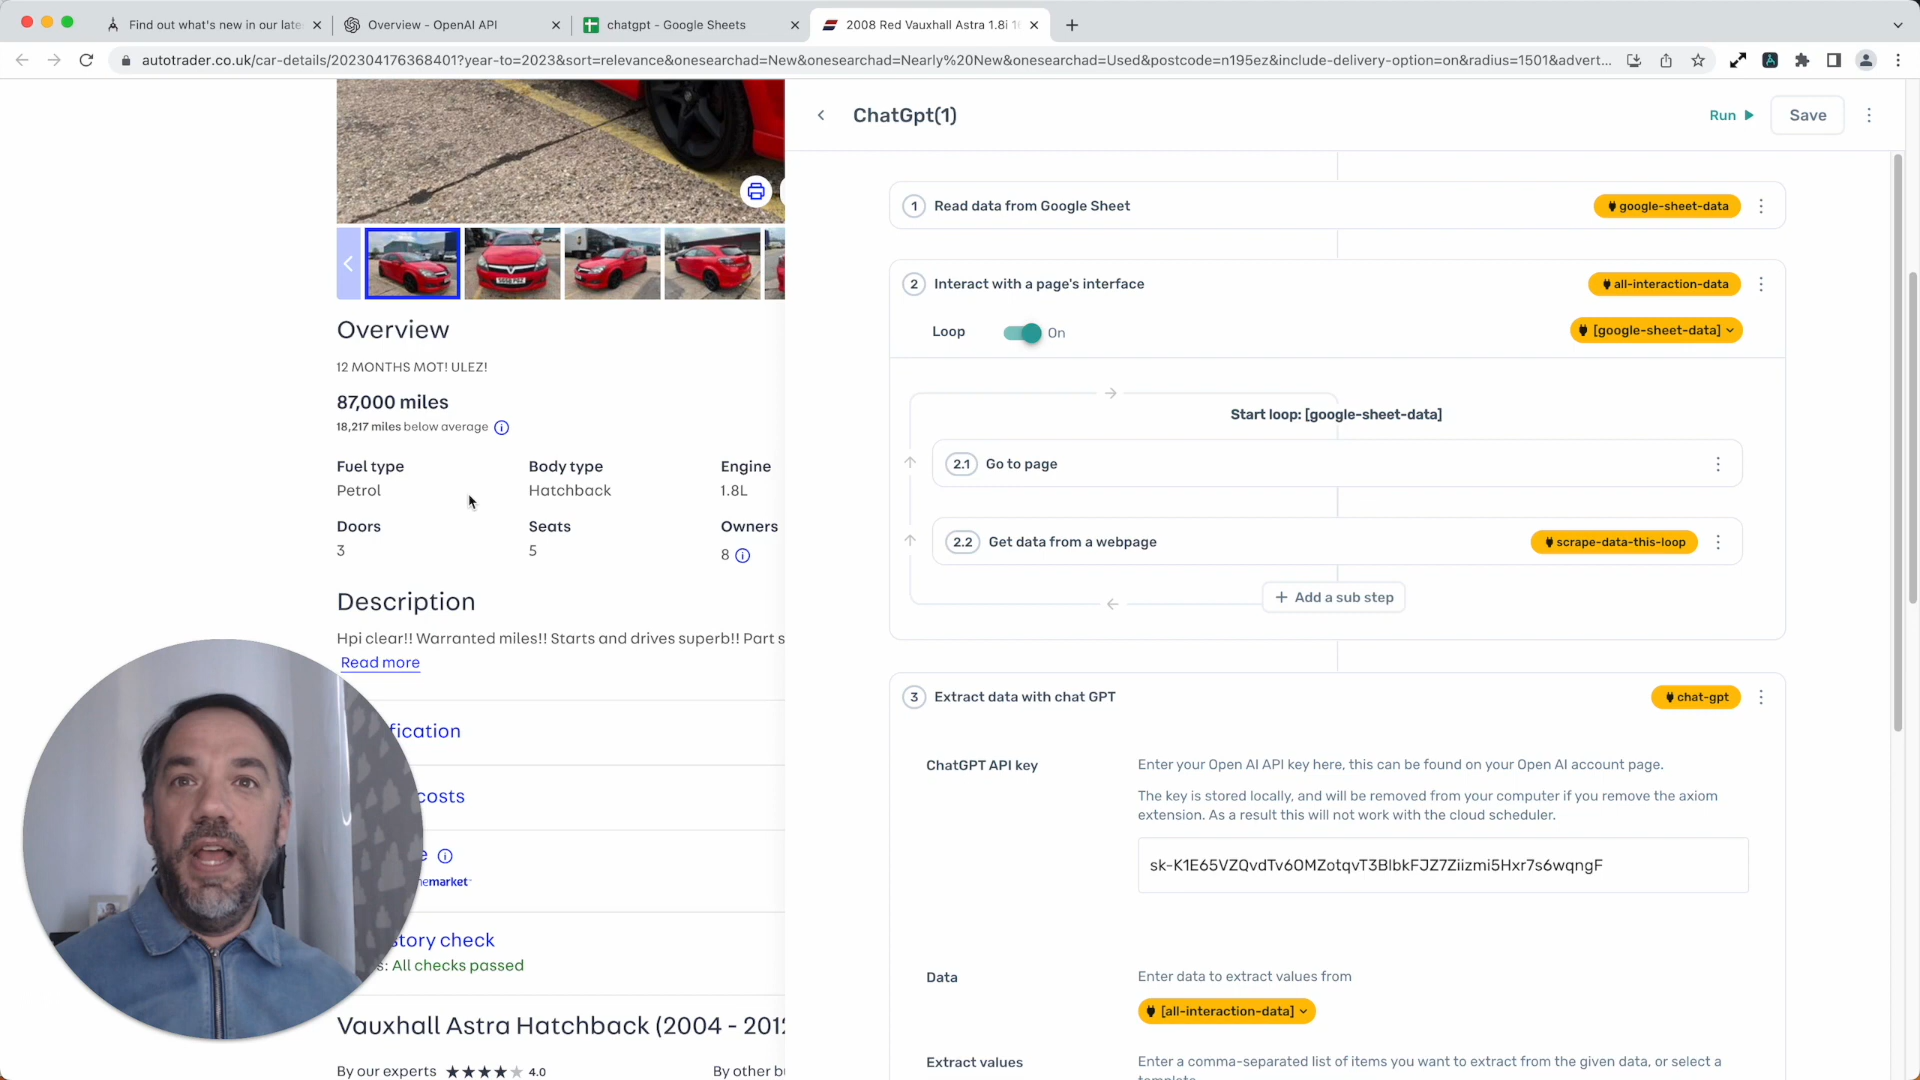 Find out what's new in our late
Overview - OpenAI API
chatgpt - Google Sheets
2008 Red Vauxhall Astra 1.8i 1
autotrader.co.uk/car-details/202304176368401?year-to=2023&sort=relevance&onesearchad=New&onesearchad=Nearly%20New&onesearchad=Used&postcode=n195ez&include-delivery-option=on&radius=1501&advert...
Overview
12 MONTHS MOT! ULEZ!
87,000 miles
18,217 miles below average
Fuel type
Body type
Engine
Petrol
Hatchback
1.8L
Doors
Seats
Owners
3
5
8
Description
Hpi clear!! Warranted miles!! Starts and drives superb!! Part s
Read more
fication
costs
e
nemarket
story check
s: All checks passed
Vauxhall Astra Hatchback (2004 - 201
By our experts ★★★★★ 4.0
By other b
ChatGpt(1)
Run
Save
1 Read data from Google Sheet
google-sheet-data
2 Interact with a page's interface
all-interaction-data
Loop
On
[google-sheet-data]
Start loop: [google-sheet-data]
2.1 Go to page
2.2 Get data from a webpage
scrape-data-this-loop
+ Add a sub step
3 Extract data with chat GPT
chat-gpt
ChatGPT API key
Enter your Open AI API key here, this can be found on your Open AI account page.
The key is stored locally, and will be removed from your computer if you remove the axiom
extension. As a result this will not work with the cloud scheduler.
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
Data
Enter data to extract values from
[all-interaction-data]
Extract values
Enter a comma-separated list of items you want to extract from the given data, or select a